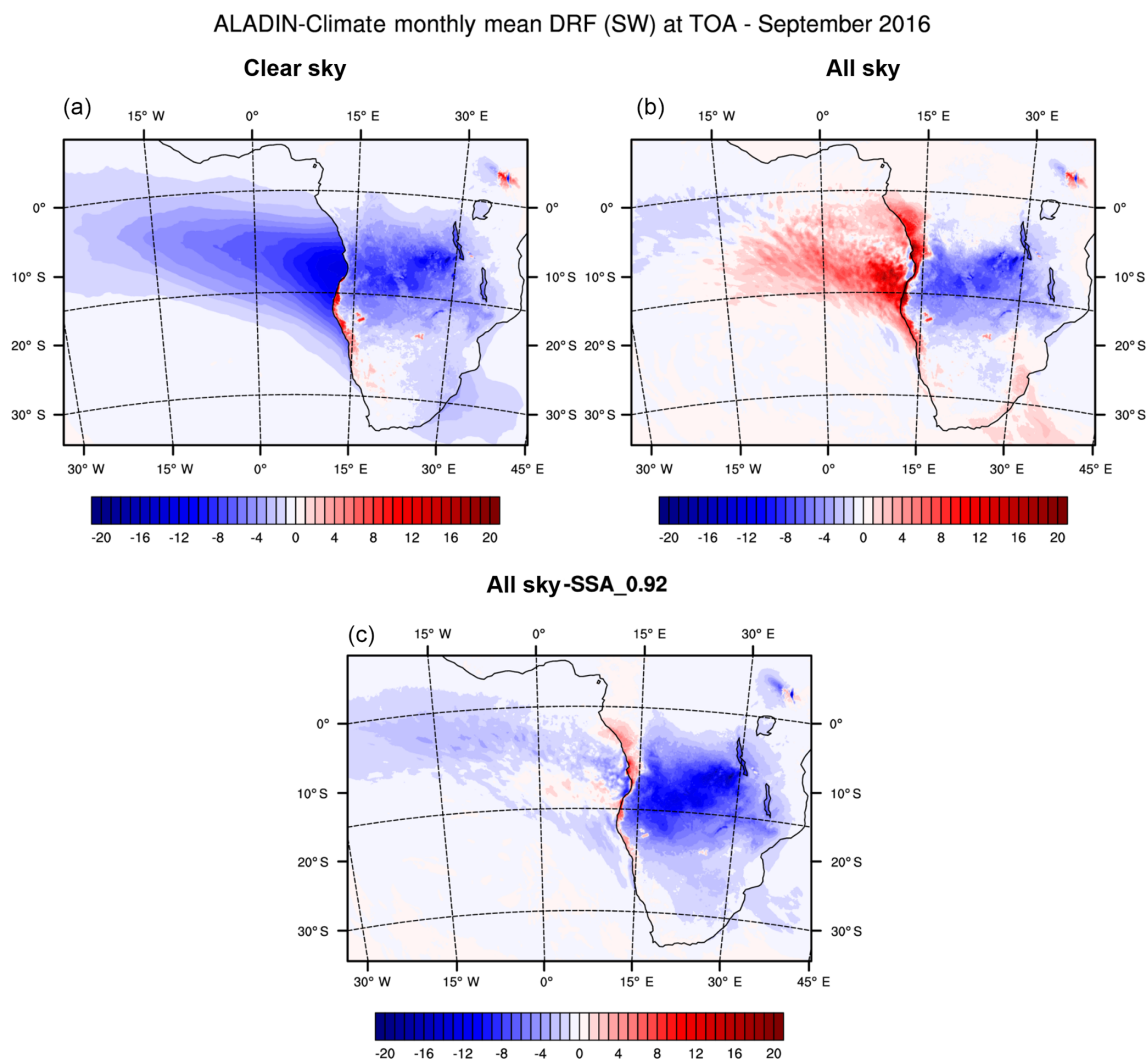 ALADIN-Climate monthly mean DRF (SW) at TOA - September 2016
Clear sky
All sky
(a)
15° W 0° 15° E 30° E
0°
10° S
20° S
30° S
0°
10° S
20° S
30° S
30° W 15° W 0° 15° E 30° E 45° E
-20 -16 -12 -8 -4 0 4 8 12 16 20
(b)
15° W 0° 15° E 30° E
0°
10° S
20° S
30° S
0°
10° S
20° S
30° S
30° W 15° W 0° 15° E 30° E 45° E
-20 -16 -12 -8 -4 0 4 8 12 16 20
All sky-SSA_0.92
(c)
15° W 0° 15° E 30° E
0°
10° S
20° S
30° S
0°
10° S
20° S
30° S
30° W 15° W 0° 15° E 30° E 45° E
-20 -16 -12 -8 -4 0 4 8 12 16 20